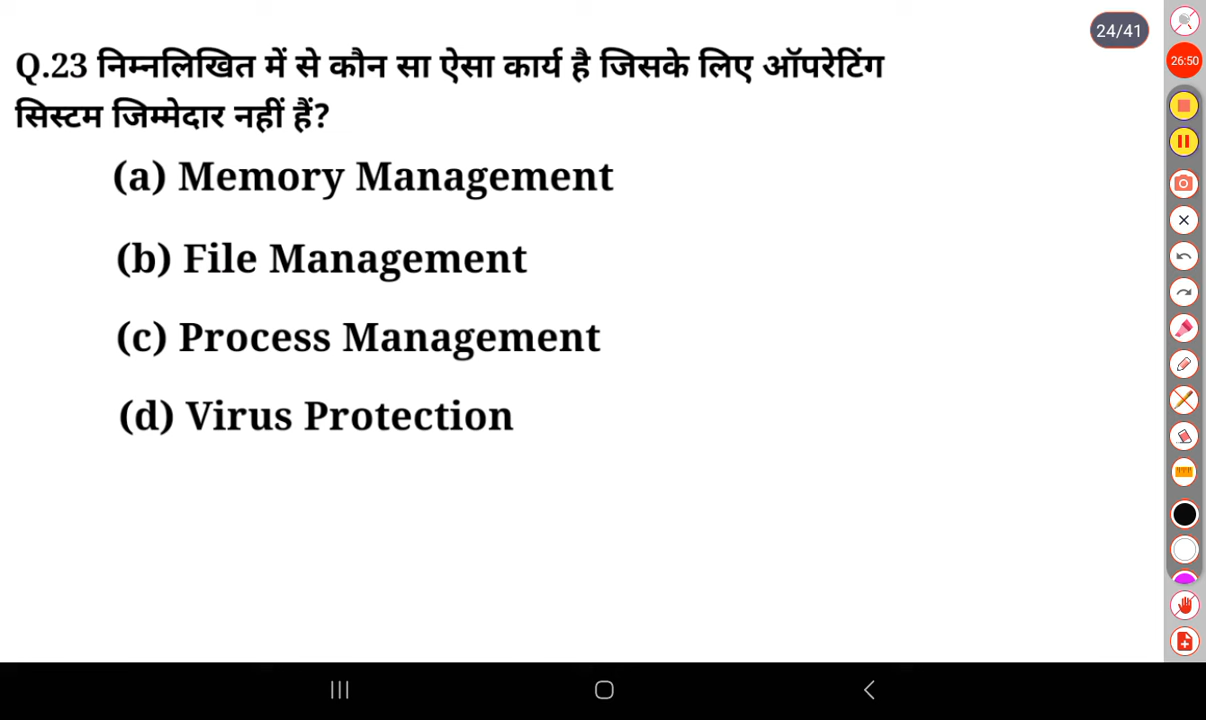 24/41
26:50
Q.23 निम्नलिखित में से कौन सा ऐसा कार्य है जिसके लिए ऑपरेटिंग
सिस्टम जिम्मेदार नहीं हैं?
(a) Memory Management
(b) File Management
(c) Process Management
(d) Virus Protection